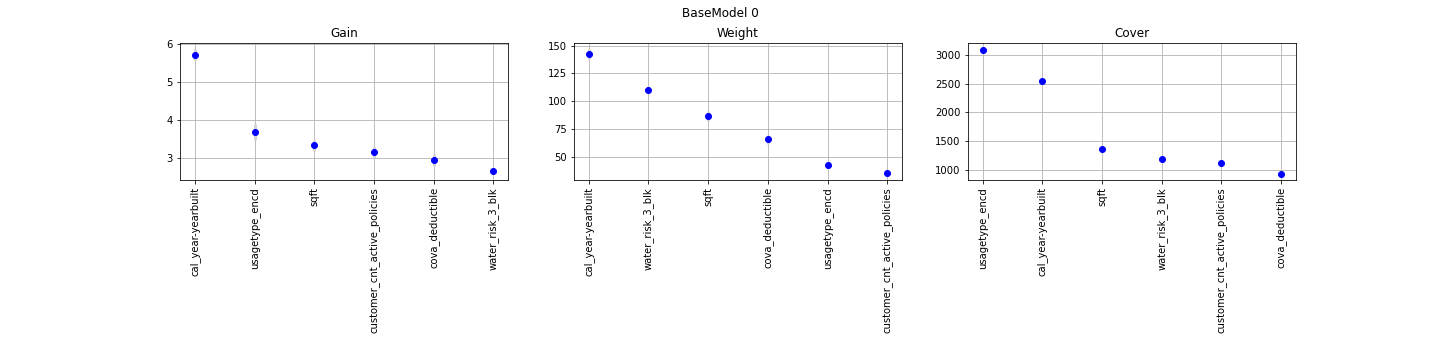 BaseModel 0
Gain
6
5
4
3
cal_year-yearbuilt
usagetype_encd
sqft
customer_cnt_active_policies
cova_deductible
water_risk_3_blk
Weight
150
125
100
75
50
cal_year-yearbuilt
water_risk_3_blk
sqft
cova_deductible
usagetype_encd
customer_cnt_active_policies
Cover
3000
2500
2000
1500
1000
usagetype_encd
cal_year-yearbuilt
sqft
water_risk_3_blk
customer_cnt_active_policies
cova_deductible